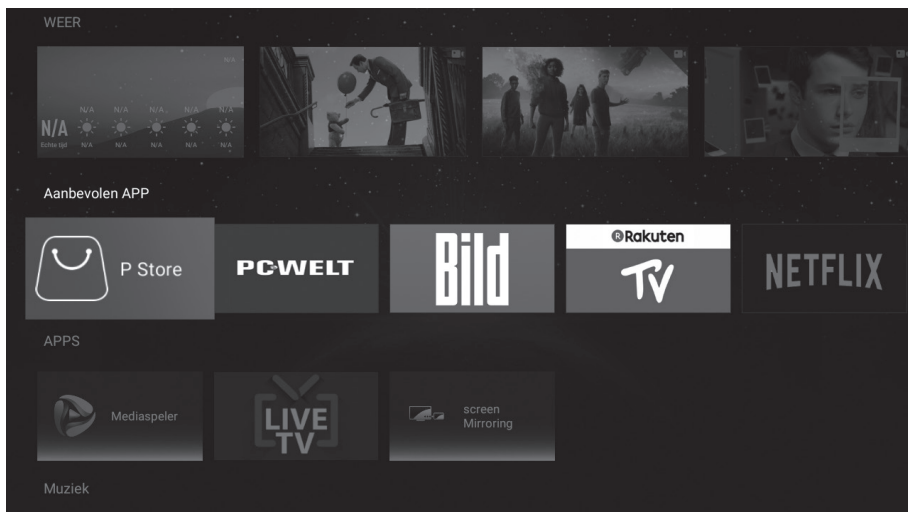 WEER
N/A
N/A N/A N/A N/A N/A
N/A
Echte tijd N/A N/A N/A N/A N/A
Aanbevolen APP
P Store
PCWELT
Bild
Rakuten
TV
NETFLIX
APPS
Mediaspeler
LIVE
TV
screen
Mirroring
Muziek